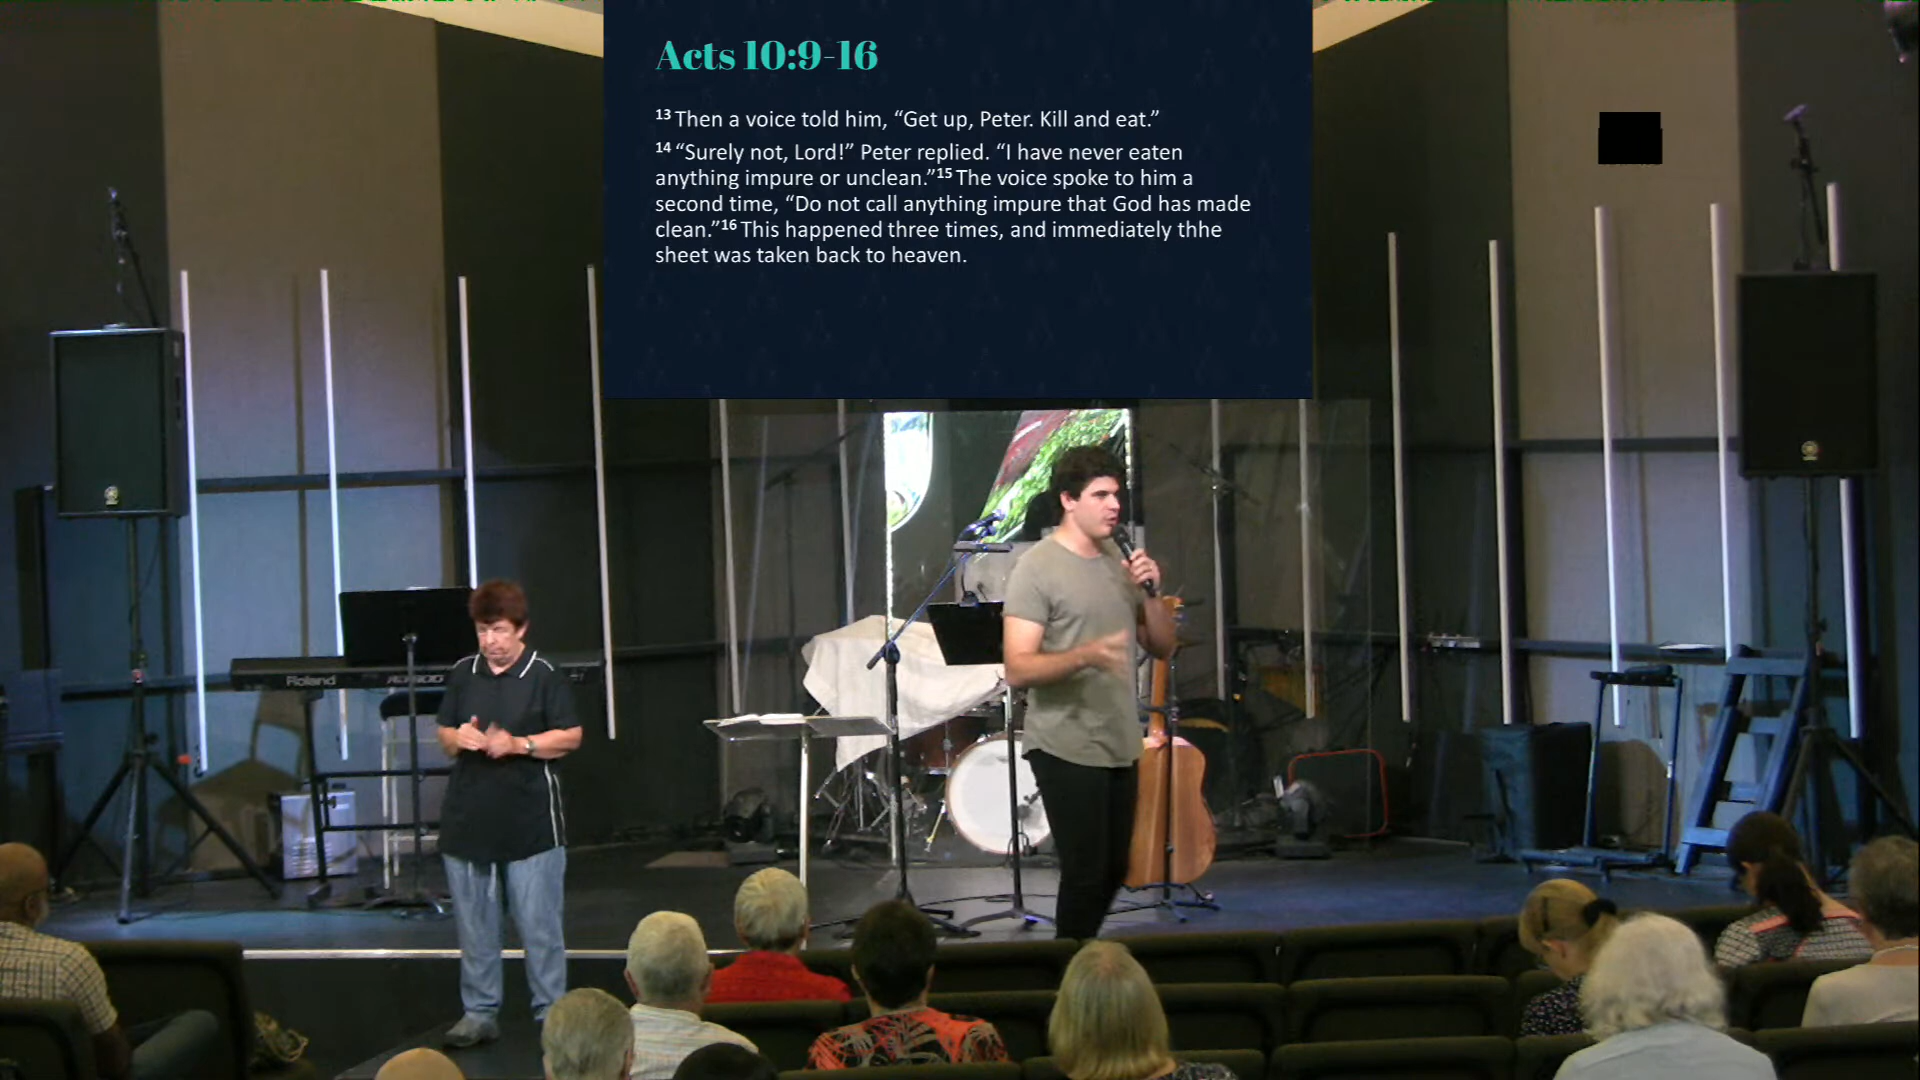 Acts 10:9-16
13 Then a voice told him, “Get up, Peter. Kill and eat.”
14 “Surely not, Lord!” Peter replied. “I have never eaten
anything impure or unclean.”15 The voice spoke to him a
second time, “Do not call anything impure that God has made
clean.”16 This happened three times, and immediately thhe
sheet was taken back to heaven.
Roland